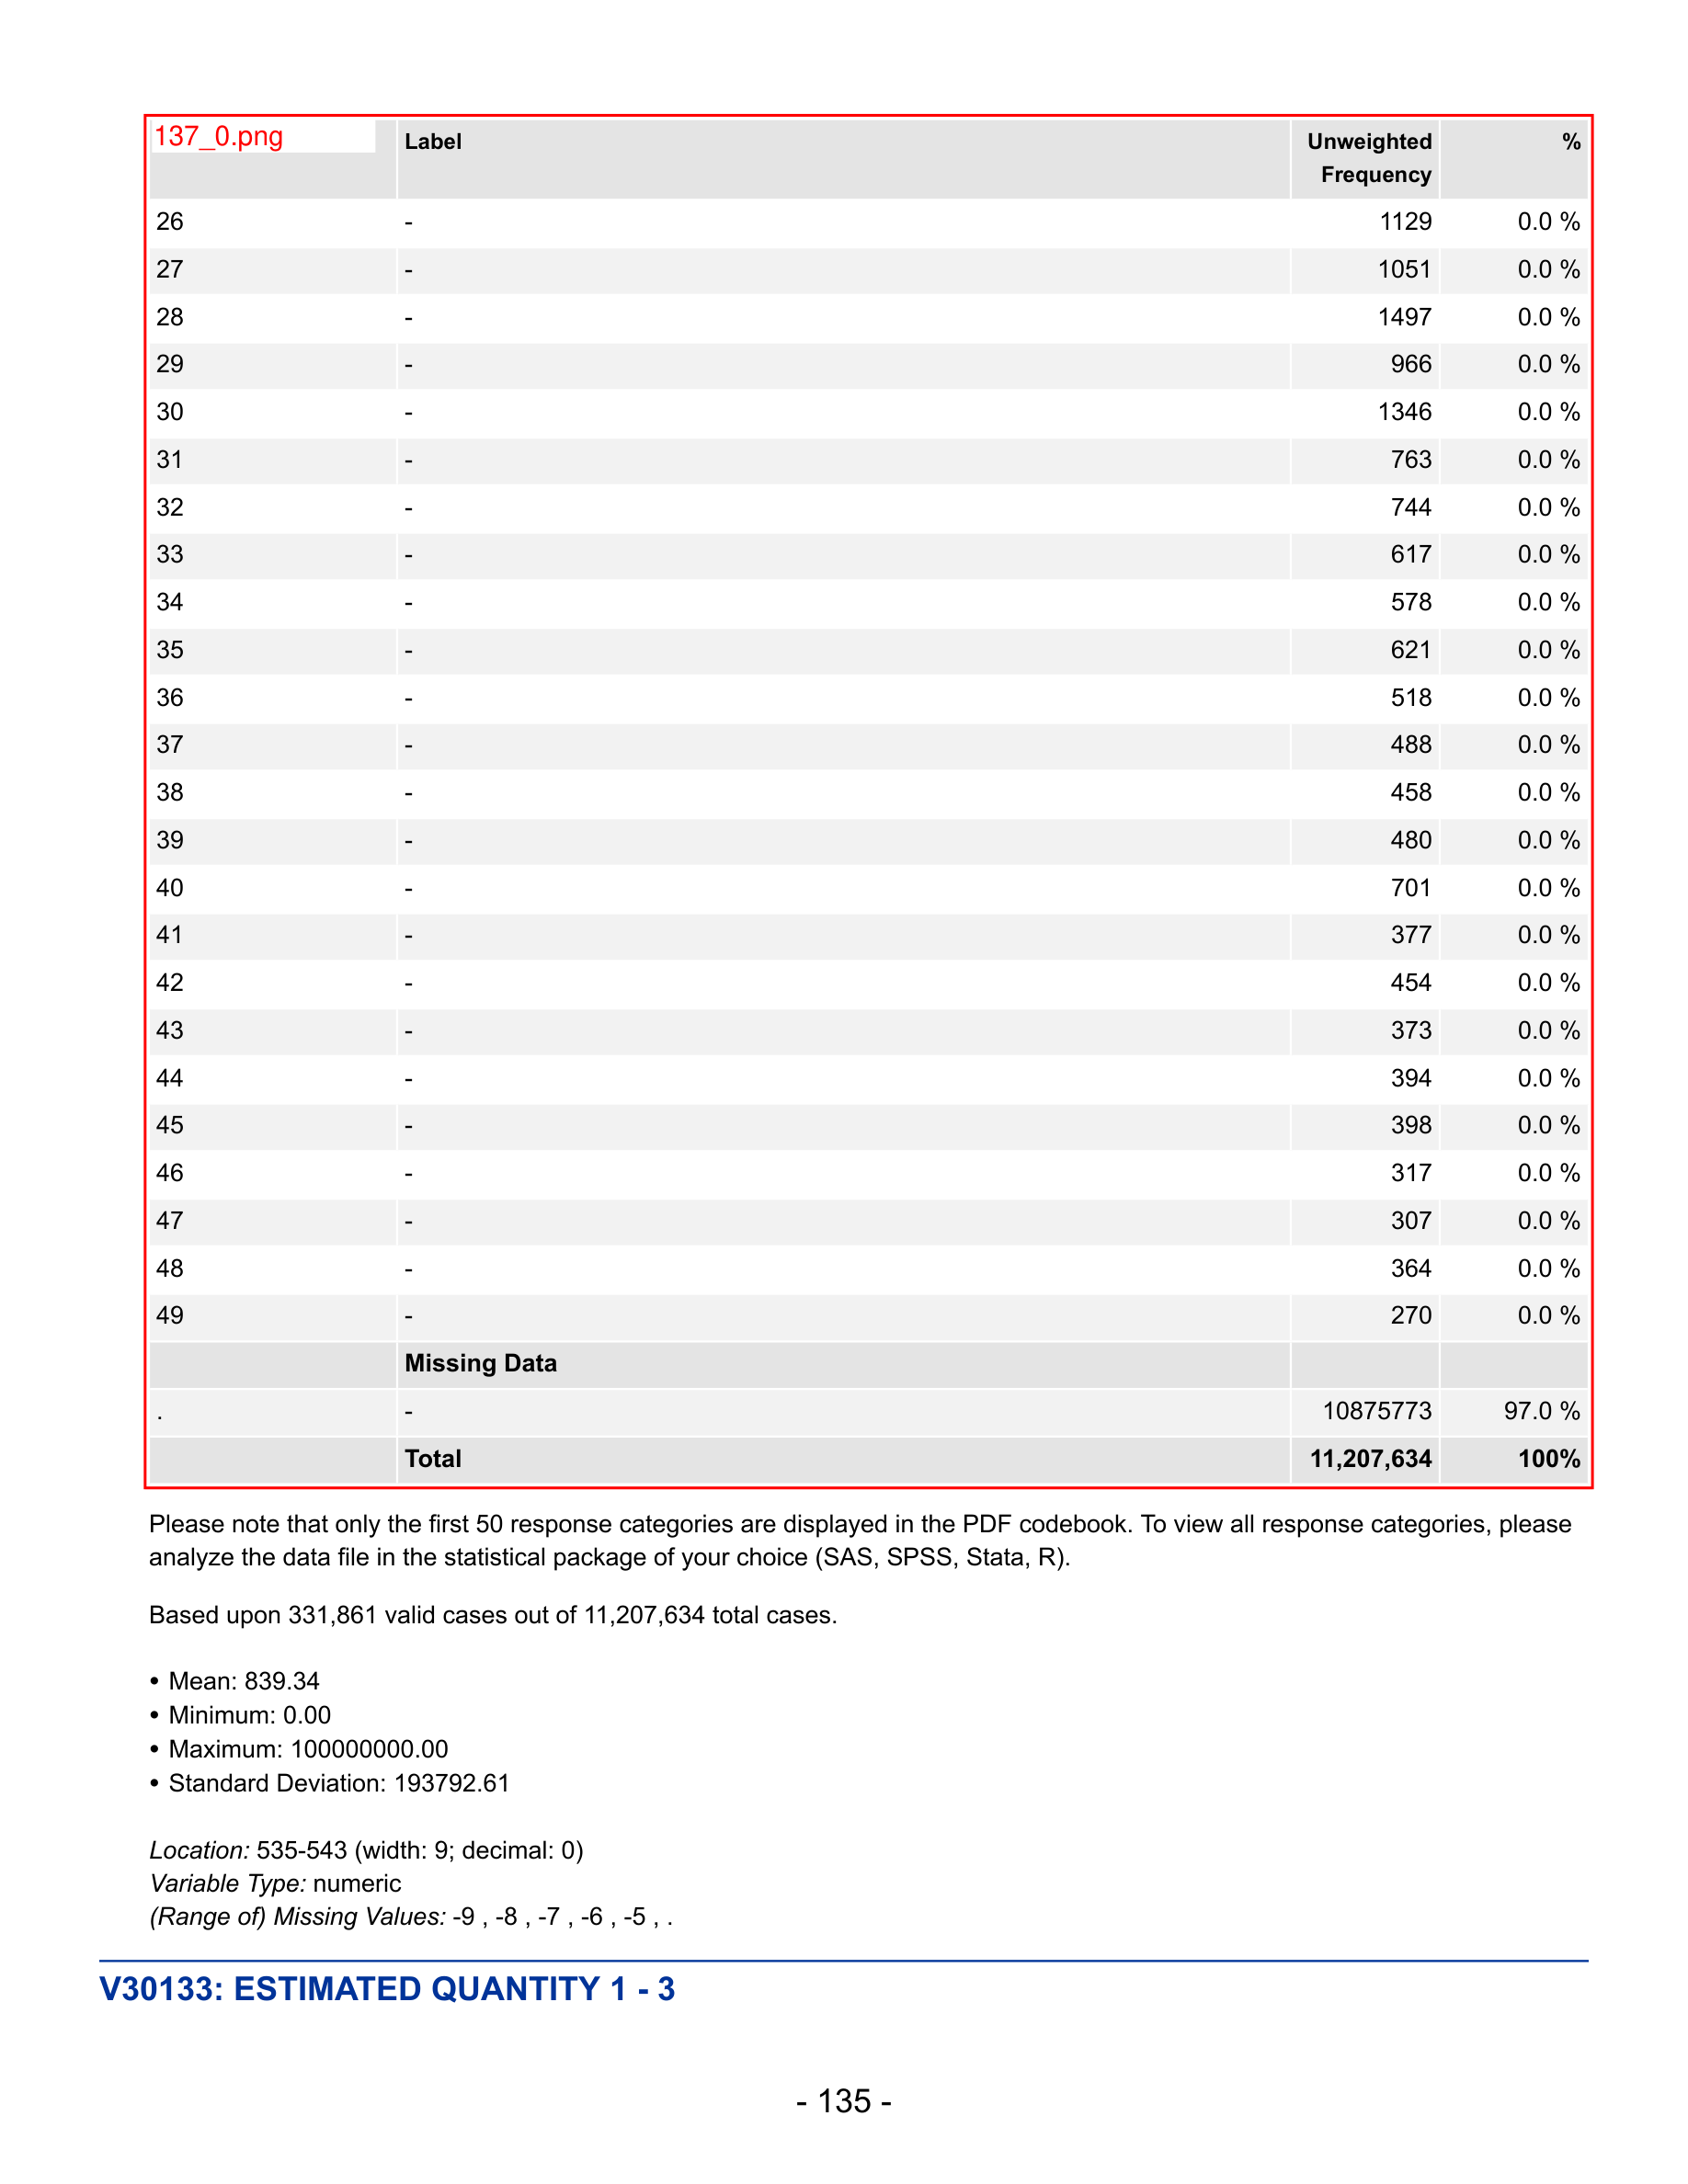 137_0.png Label Unweighted Frequency %
26 - 1129 0.0 %
27 - 1051 0.0 %
28 - 1497 0.0 %
29 - 966 0.0 %
30 - 1346 0.0 %
31 - 763 0.0 %
32 - 744 0.0 %
33 - 617 0.0 %
34 - 578 0.0 %
35 - 621 0.0 %
36 - 518 0.0 %
37 - 488 0.0 %
38 - 458 0.0 %
39 - 480 0.0 %
40 - 701 0.0 %
41 - 377 0.0 %
42 - 454 0.0 %
43 - 373 0.0 %
44 - 394 0.0 %
45 - 398 0.0 %
46 - 317 0.0 %
47 - 307 0.0 %
48 - 364 0.0 %
49 - 270 0.0 %
Missing Data
. - 10875773 97.0 %
Total 11,207,634 100%
Please note that only the first 50 response categories are displayed in the PDF codebook. To view all response categories, please
analyze the data file in the statistical package of your choice (SAS, SPSS, Stata, R).
Based upon 331,861 valid cases out of 11,207,634 total cases.
• Mean: 839.34
• Minimum: 0.00
• Maximum: 100000000.00
• Standard Deviation: 193792.61
Location: 535-543 (width: 9; decimal: 0)
Variable Type: numeric
(Range of) Missing Values: -9 , -8 , -7 , -6 , -5 , .
V30133: ESTIMATED QUANTITY 1 - 3
- 135 -